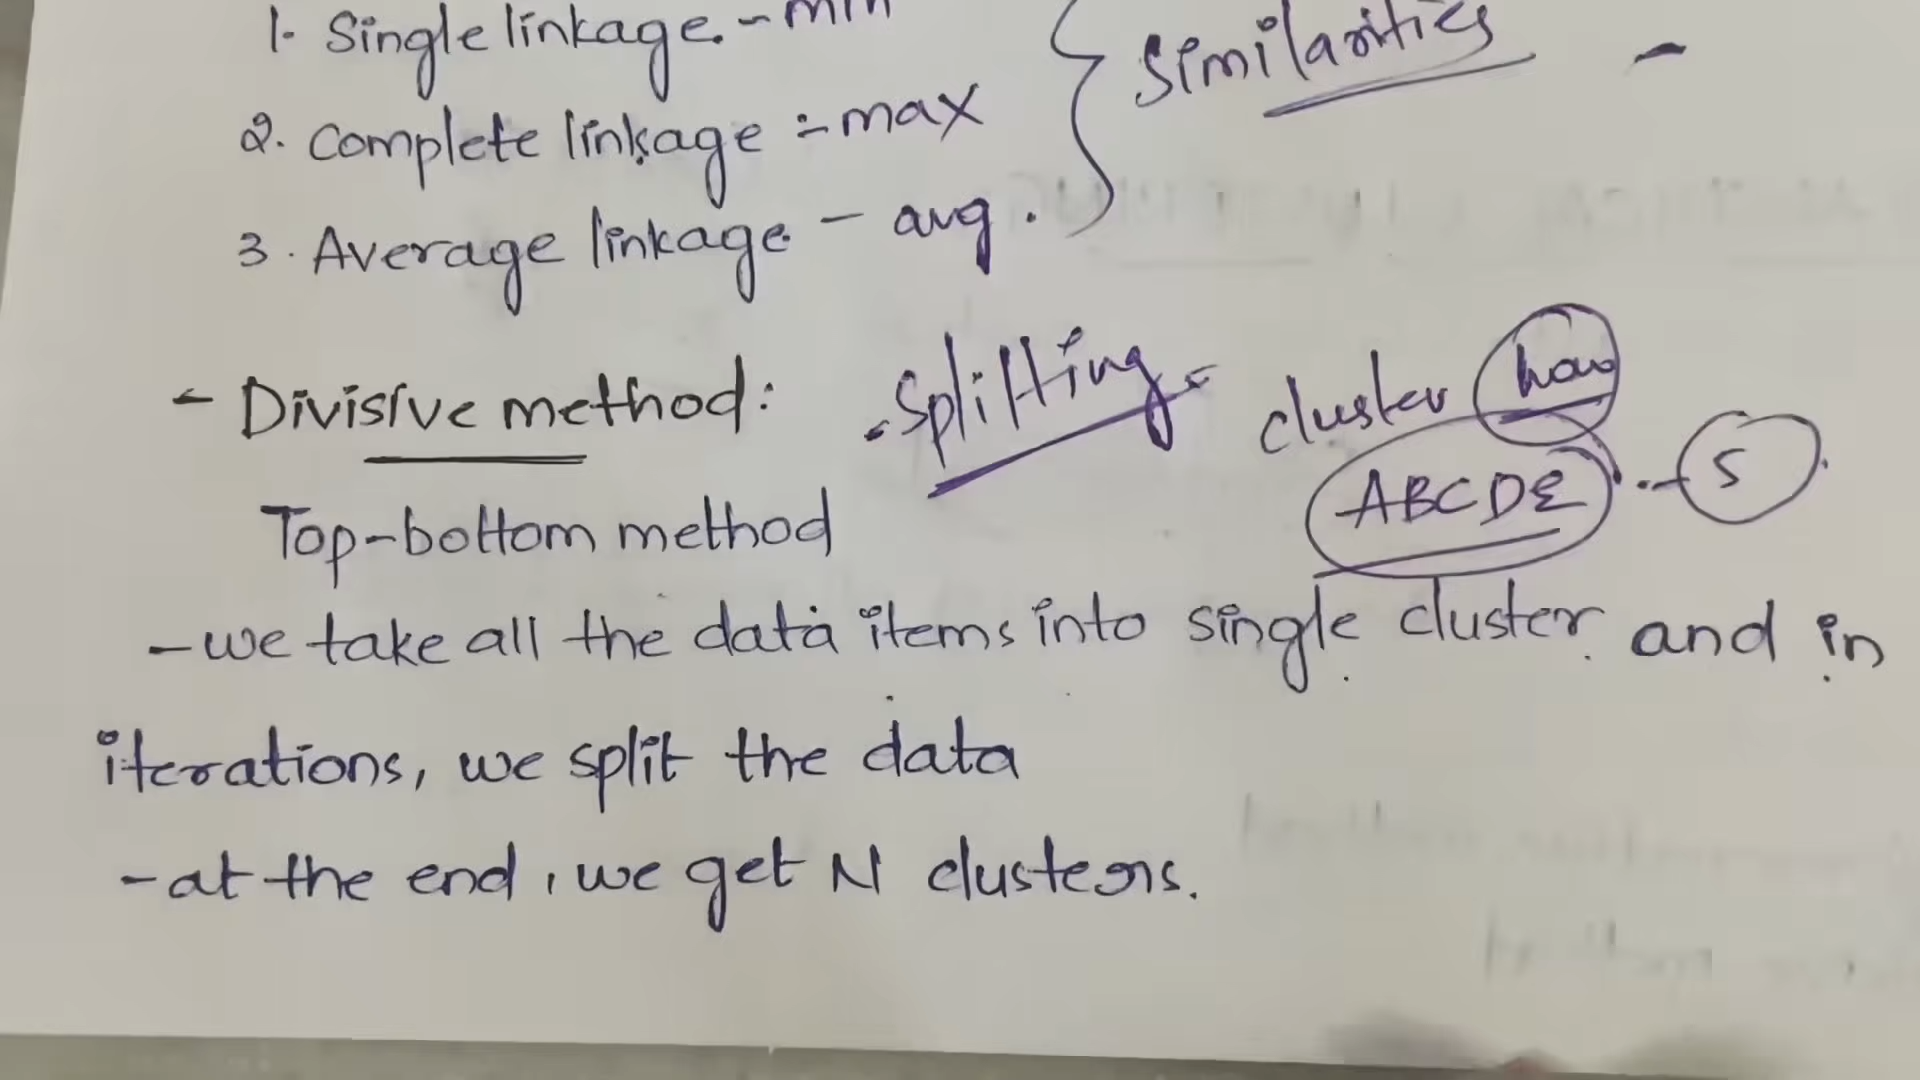 1. Single linkage. - min
2. Complete linkage :- max
3. Average linkage - avg.
Similarities -
- Divisive method:
- Splitting -
cluster how
ABCDE - 5
Top-bottom method
- we take all the data items into single cluster and in
iterations, we split the data
- at the end, we get N clusters.